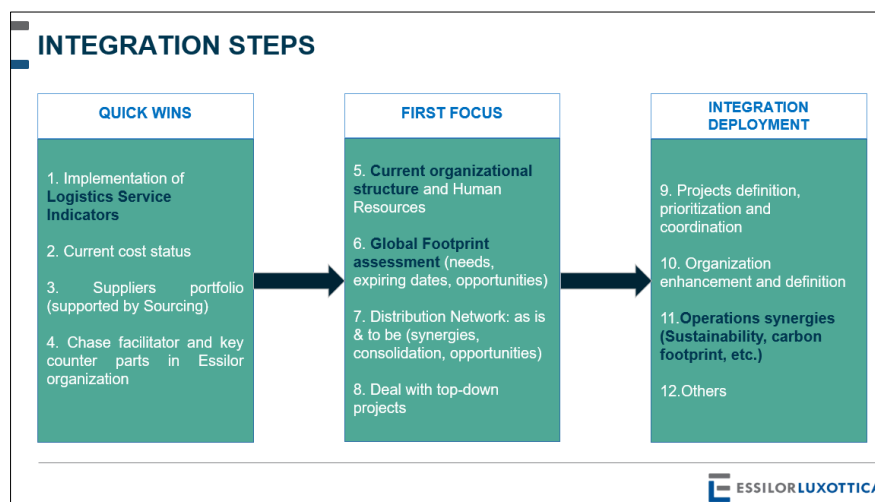 INTEGRATION STEPS
QUICK WINS
1. Implementation of
Logistics Service
Indicators
2. Current cost status
3. Suppliers portfolio
(supported by Sourcing)
4. Chase facilitator and key
counter parts in Essilor
organization
FIRST FOCUS
5. Current organizational
structure and Human
Resources
6. Global Footprint
assessment (needs,
expiring dates, opportunities)
7. Distribution Network: as is
& to be (synergies,
consolidation, opportunities)
8. Deal with top-down
projects
INTEGRATION
DEPLOYMENT
9. Projects definition,
prioritization and
coordination
10. Organization
enhancement and definition
11.Operations synergies
(Sustainability, carbon
footprint, etc.)
12.Others
ESSILORLUXOTTICA